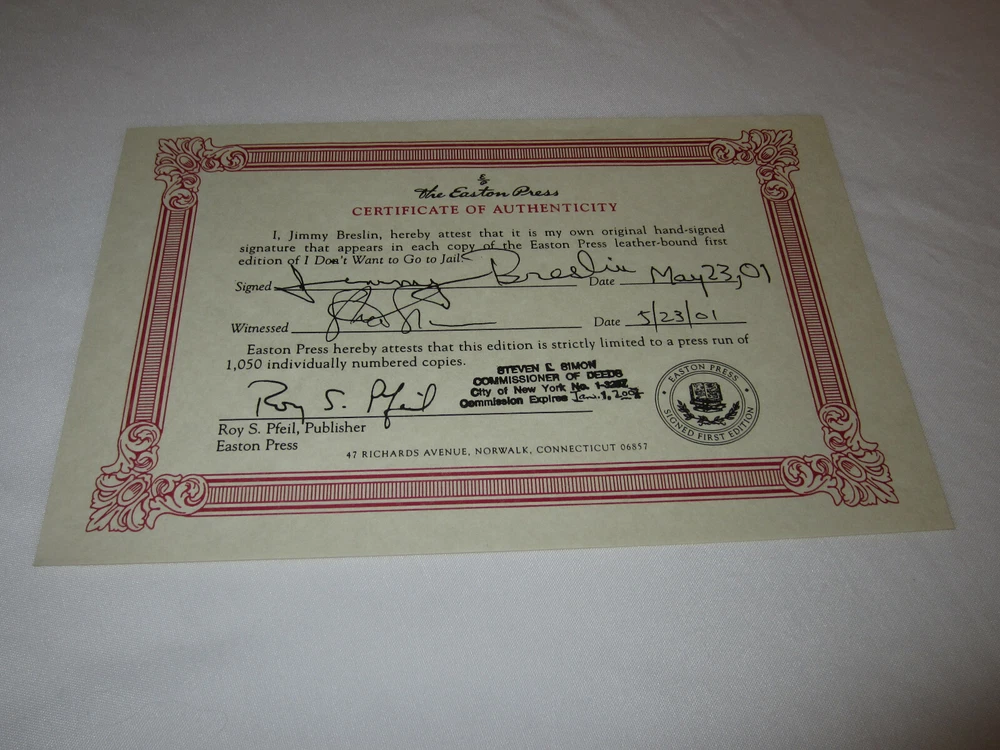 The Easton Press
CERTIFICATE OF AUTHENTICITY
I, Jimmy Breslin, hereby attest that it is my own original hand-signed
signature that appears in each copy of the Easton Press leather-bound first
edition of I Don't Want to Go to Jail.
Signed Jimmy Breslin Date May 23, 01
Witnessed Date 5/23/01
Easton Press hereby attests that this edition is strictly limited to a press run of
1,050 individually numbered copies.
STEVEN E. SIMON
COMMISSIONER OF DEEDS
City of New York No.
Commission Expires Jan. 1,
Roy S. Pfeil
Roy S. Pfeil, Publisher
Easton Press
47 RICHARDS AVENUE, NORWALK, CONNECTICUT 06857
EASTON PRESS
SIGNED FIRST EDITION